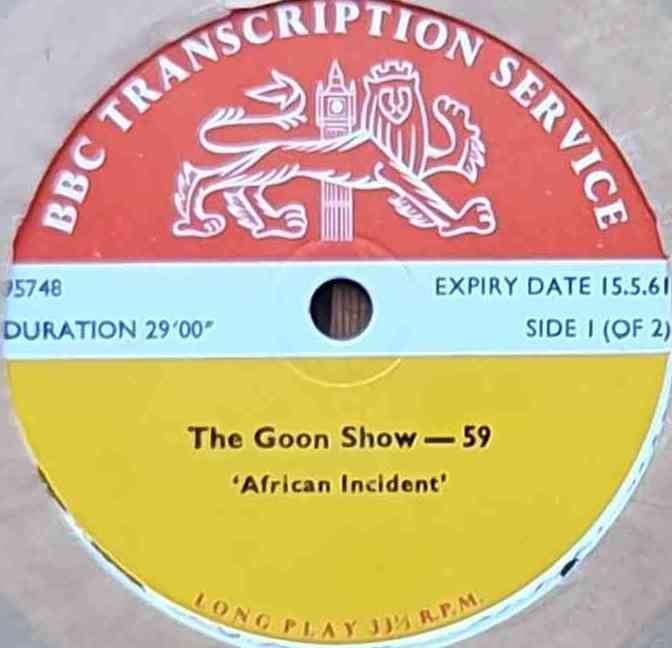 BBC TRANSCRIPTION SERVICE
95748
EXPIRY DATE 15.5.61
DURATION 29'00"
SIDE 1 (OF 2)
The Goon Show — 59
'African Incident'
LONG PLAY 33⅓ R.P.M.